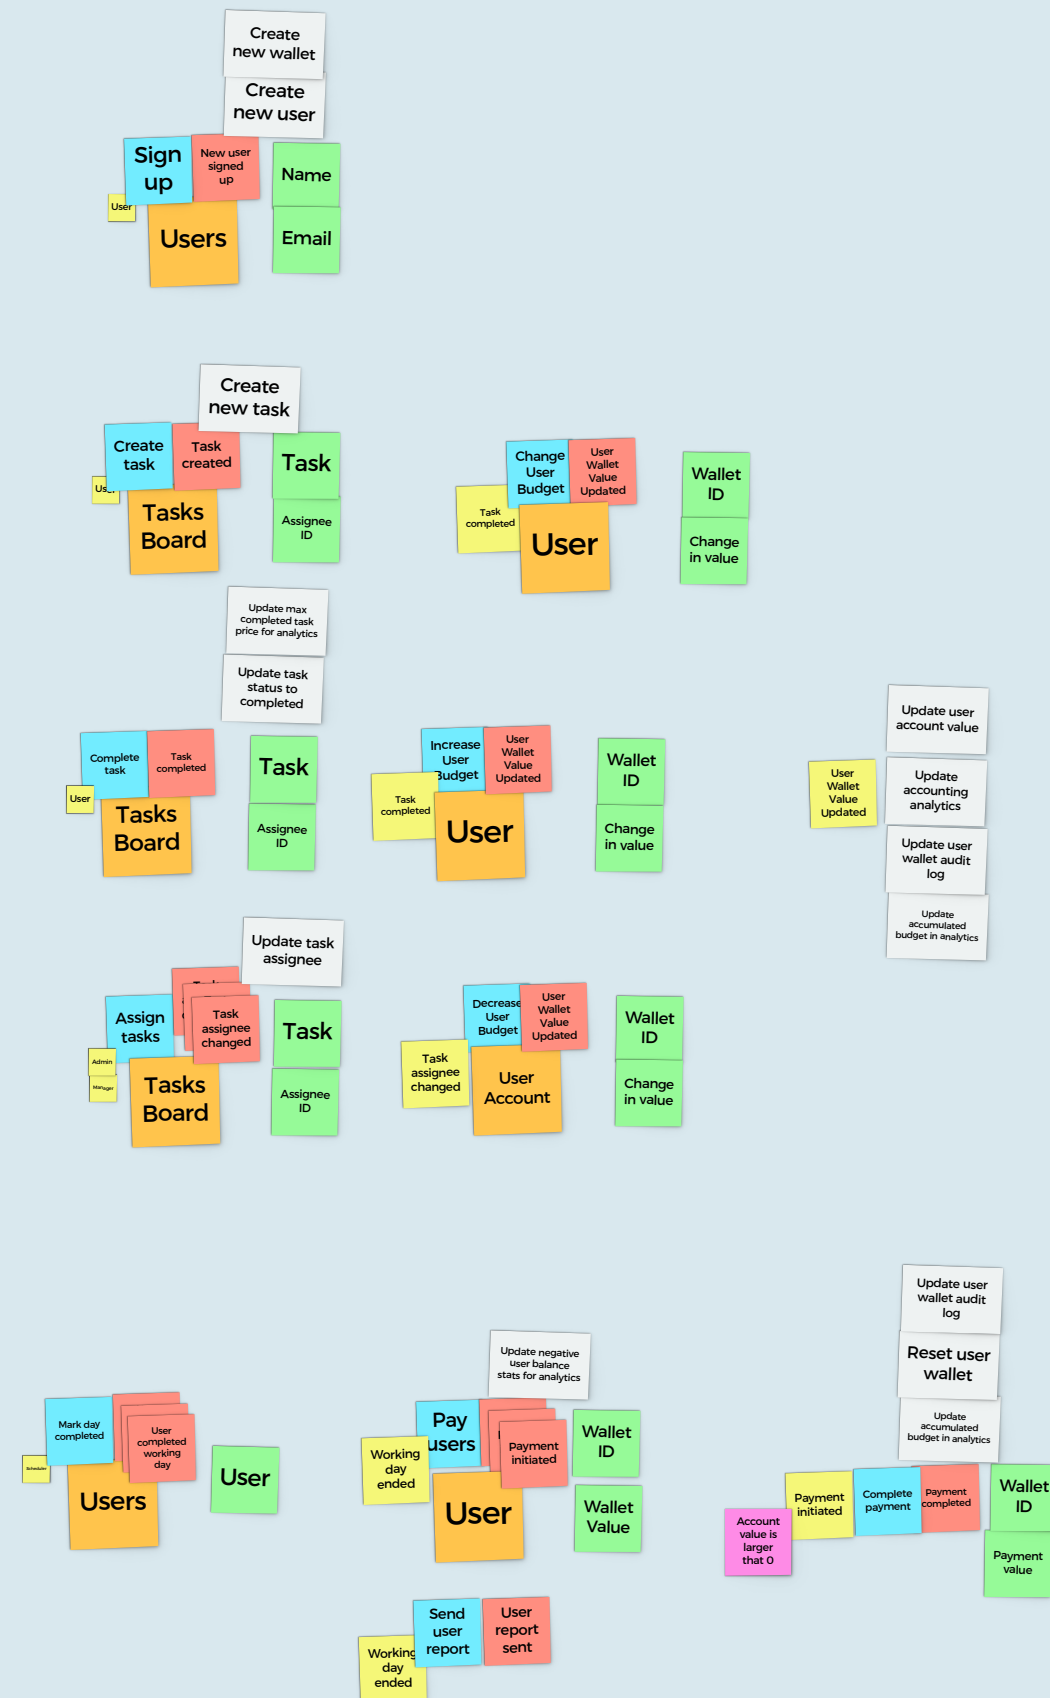 Create
new wallet
Create
new user
Sign
up
New user
signed
up
Name
User
Users
Email
Create
new task
Create
task
Task
created
Task
Tasks
Board
Assignee
ID
Change
User
Budget
User
Wallet
Value
Updated
Wallet
ID
Task
completed
User
Change
in value
Update max
completed task
price for analytics
Update task
status to
completed
Complete
task
Task
completed
Task
User
Tasks
Board
Assignee
ID
Increase
User
Budget
User
Wallet
Value
Updated
Wallet
ID
Task
completed
User
Change
in value
Update user
account value
User
Wallet
Value
Updated
Update
accounting
analytics
Update user
wallet audit
log
Update
accumulated
budget in analytics
Update task
assignee
Assign
tasks
Task
assignee
changed
Task
Admin
Manager
Tasks
Board
Assignee
ID
Decrease
User
Budget
User
Wallet
Value
Updated
Wallet
ID
Task
assignee
changed
User
Account
Change
in value
Update user
wallet audit
log
Reset user
wallet
Update
accumulated
budget in analytics
Update negative
user balance
stats for analytics
Mark day
completed
User
completed
working
day
Scheduler
Users
User
Pay
users
Payment
initiated
Wallet
ID
Working
day
ended
User
Wallet
Value
Account
value is
larger
that 0
Payment
initiated
Complete
payment
Payment
completed
Wallet
ID
Payment
value
Send
user
report
User
report
sent
Working
day
ended